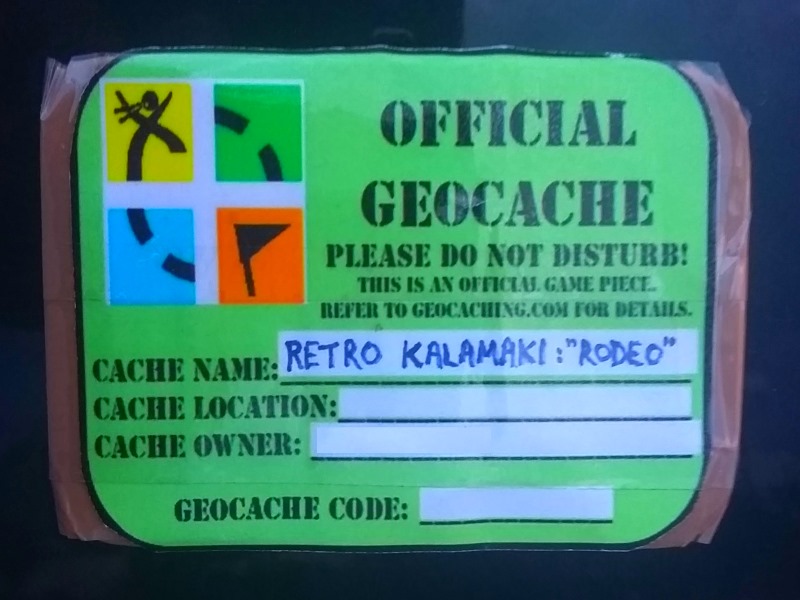 OFFICIAL
GEOCACHE
PLEASE DO NOT DISTURB!
THIS IS AN OFFICIAL GAME PIECE.
REFER TO GEOCACHING.COM FOR DETAILS.
CACHE NAME: RETRO KALAMAKI:"RODEO"
CACHE LOCATION:
CACHE OWNER:
GEOCACHE CODE: